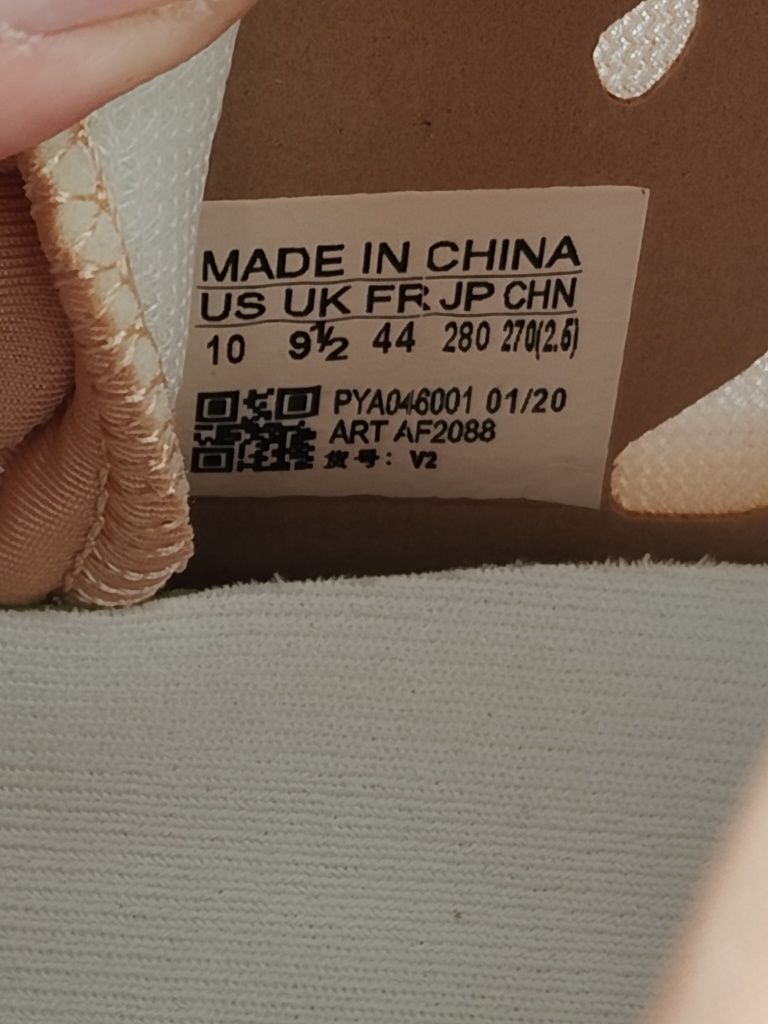 MADE IN CHINA
US UK FR JP CHN
10 9½ 44 280 270(2.5)
PYA046001 01/20
ART AF2088
货号：V2